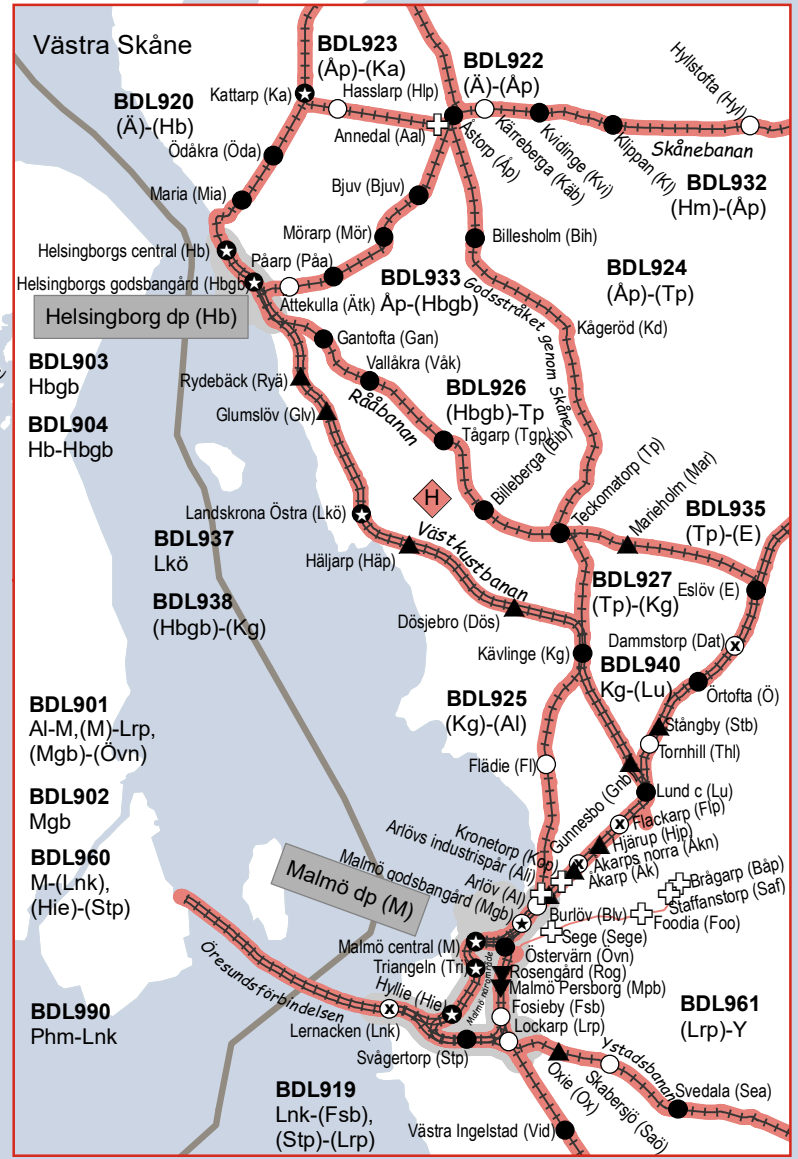 Västra Skåne
BDL923
(Åp)-(Ka)
BDL922
(Ä)-(Åp)
Hyllstofta (Hyl)
BDL920
(Ä)-(Hb)
Kattarp (Ka)
Hasslarp (Hlp)
Annedal (Aal)
Åstorp (Åp)
Kärreberga (Käb)
Kvidinge (Kvi)
Klippan (Kl)
Skånebanan
BDL932
(Hm)-(Åp)
Ödåkra (Öda)
Bjuv (Bjuv)
Maria (Mia)
Mörarp (Mör)
Billesholm (Bih)
Helsingborgs central (Hb)
Påarp (Påa)
Helsingborgs godsbangård (Hbgb)
Ättekulla (Ätk)
BDL933
Åp-(Hbgb)
Godsstråket genom Skåne
BDL924
(Åp)-(Tp)
Helsingborg dp (Hb)
Gantofta (Gan)
Kågeröd (Kd)
BDL903
Hbgb
Vallåkra (Våk)
Rydebäck (Ryä)
Rååbanan
BDL926
(Hbgb)-Tp
BDL904
Hb-Hbgb
Glumslöv (Glv)
Tågarp (Tgp)
Billeberga (Bib)
Teckomatorp (Tp)
Marieholm (Mar)
H
Landskrona Östra (Lkö)
BDL935
(Tp)-(E)
BDL937
Lkö
Västkustbanan
Häljarp (Häp)
BDL927
(Tp)-(Kg)
Eslöv (E)
BDL938
(Hbgb)-(Kg)
Dösjebro (Dös)
Dammstorp (Dat)
Kävlinge (Kg)
BDL940
Kg-(Lu)
BDL925
(Kg)-(Al)
Örtofta (Ö)
BDL901
Al-M,(M)-Lrp,
(Mgb)-(Övn)
Stångby (Stb)
Tornhill (Thl)
Flädie (Fl)
Gunnesbo (Gnb)
Lund c (Lu)
BDL902
Mgb
Flackarp (Flp)
Hjärup (Hjp)
Åkarps norra (Åkn)
Åkarp (Åk)
Kronetorp (Kop)
Arlövs industrispår (Ali)
Arlöv (Al)
Malmö godsbangård (Mgb)
BDL960
M-(Lnk),
(Hie)-(Stp)
Malmö dp (M)
Brågarp (Båp)
Staffanstorp (Saf)
Foodia (Foo)
Burlöv (Blv)
Sege (Sege)
Malmö central (M)
Östervärn (Övn)
Triangeln (Tri)
Malmö närområde
Rosengård (Rog)
Malmö Persborg (Mpb)
Öresundsförbindelsen
Hyllie (Hie)
Fosieby (Fsb)
BDL990
Phm-Lnk
Lernacken (Lnk)
Lockarp (Lrp)
BDL961
(Lrp)-Y
Svågertorp (Stp)
Oxie (Ox)
Ystadsbanan
Skabersjö (Saö)
Svedala (Sea)
BDL919
Lnk-(Fsb),
(Stp)-(Lrp)
Västra Ingelstad (Vid)